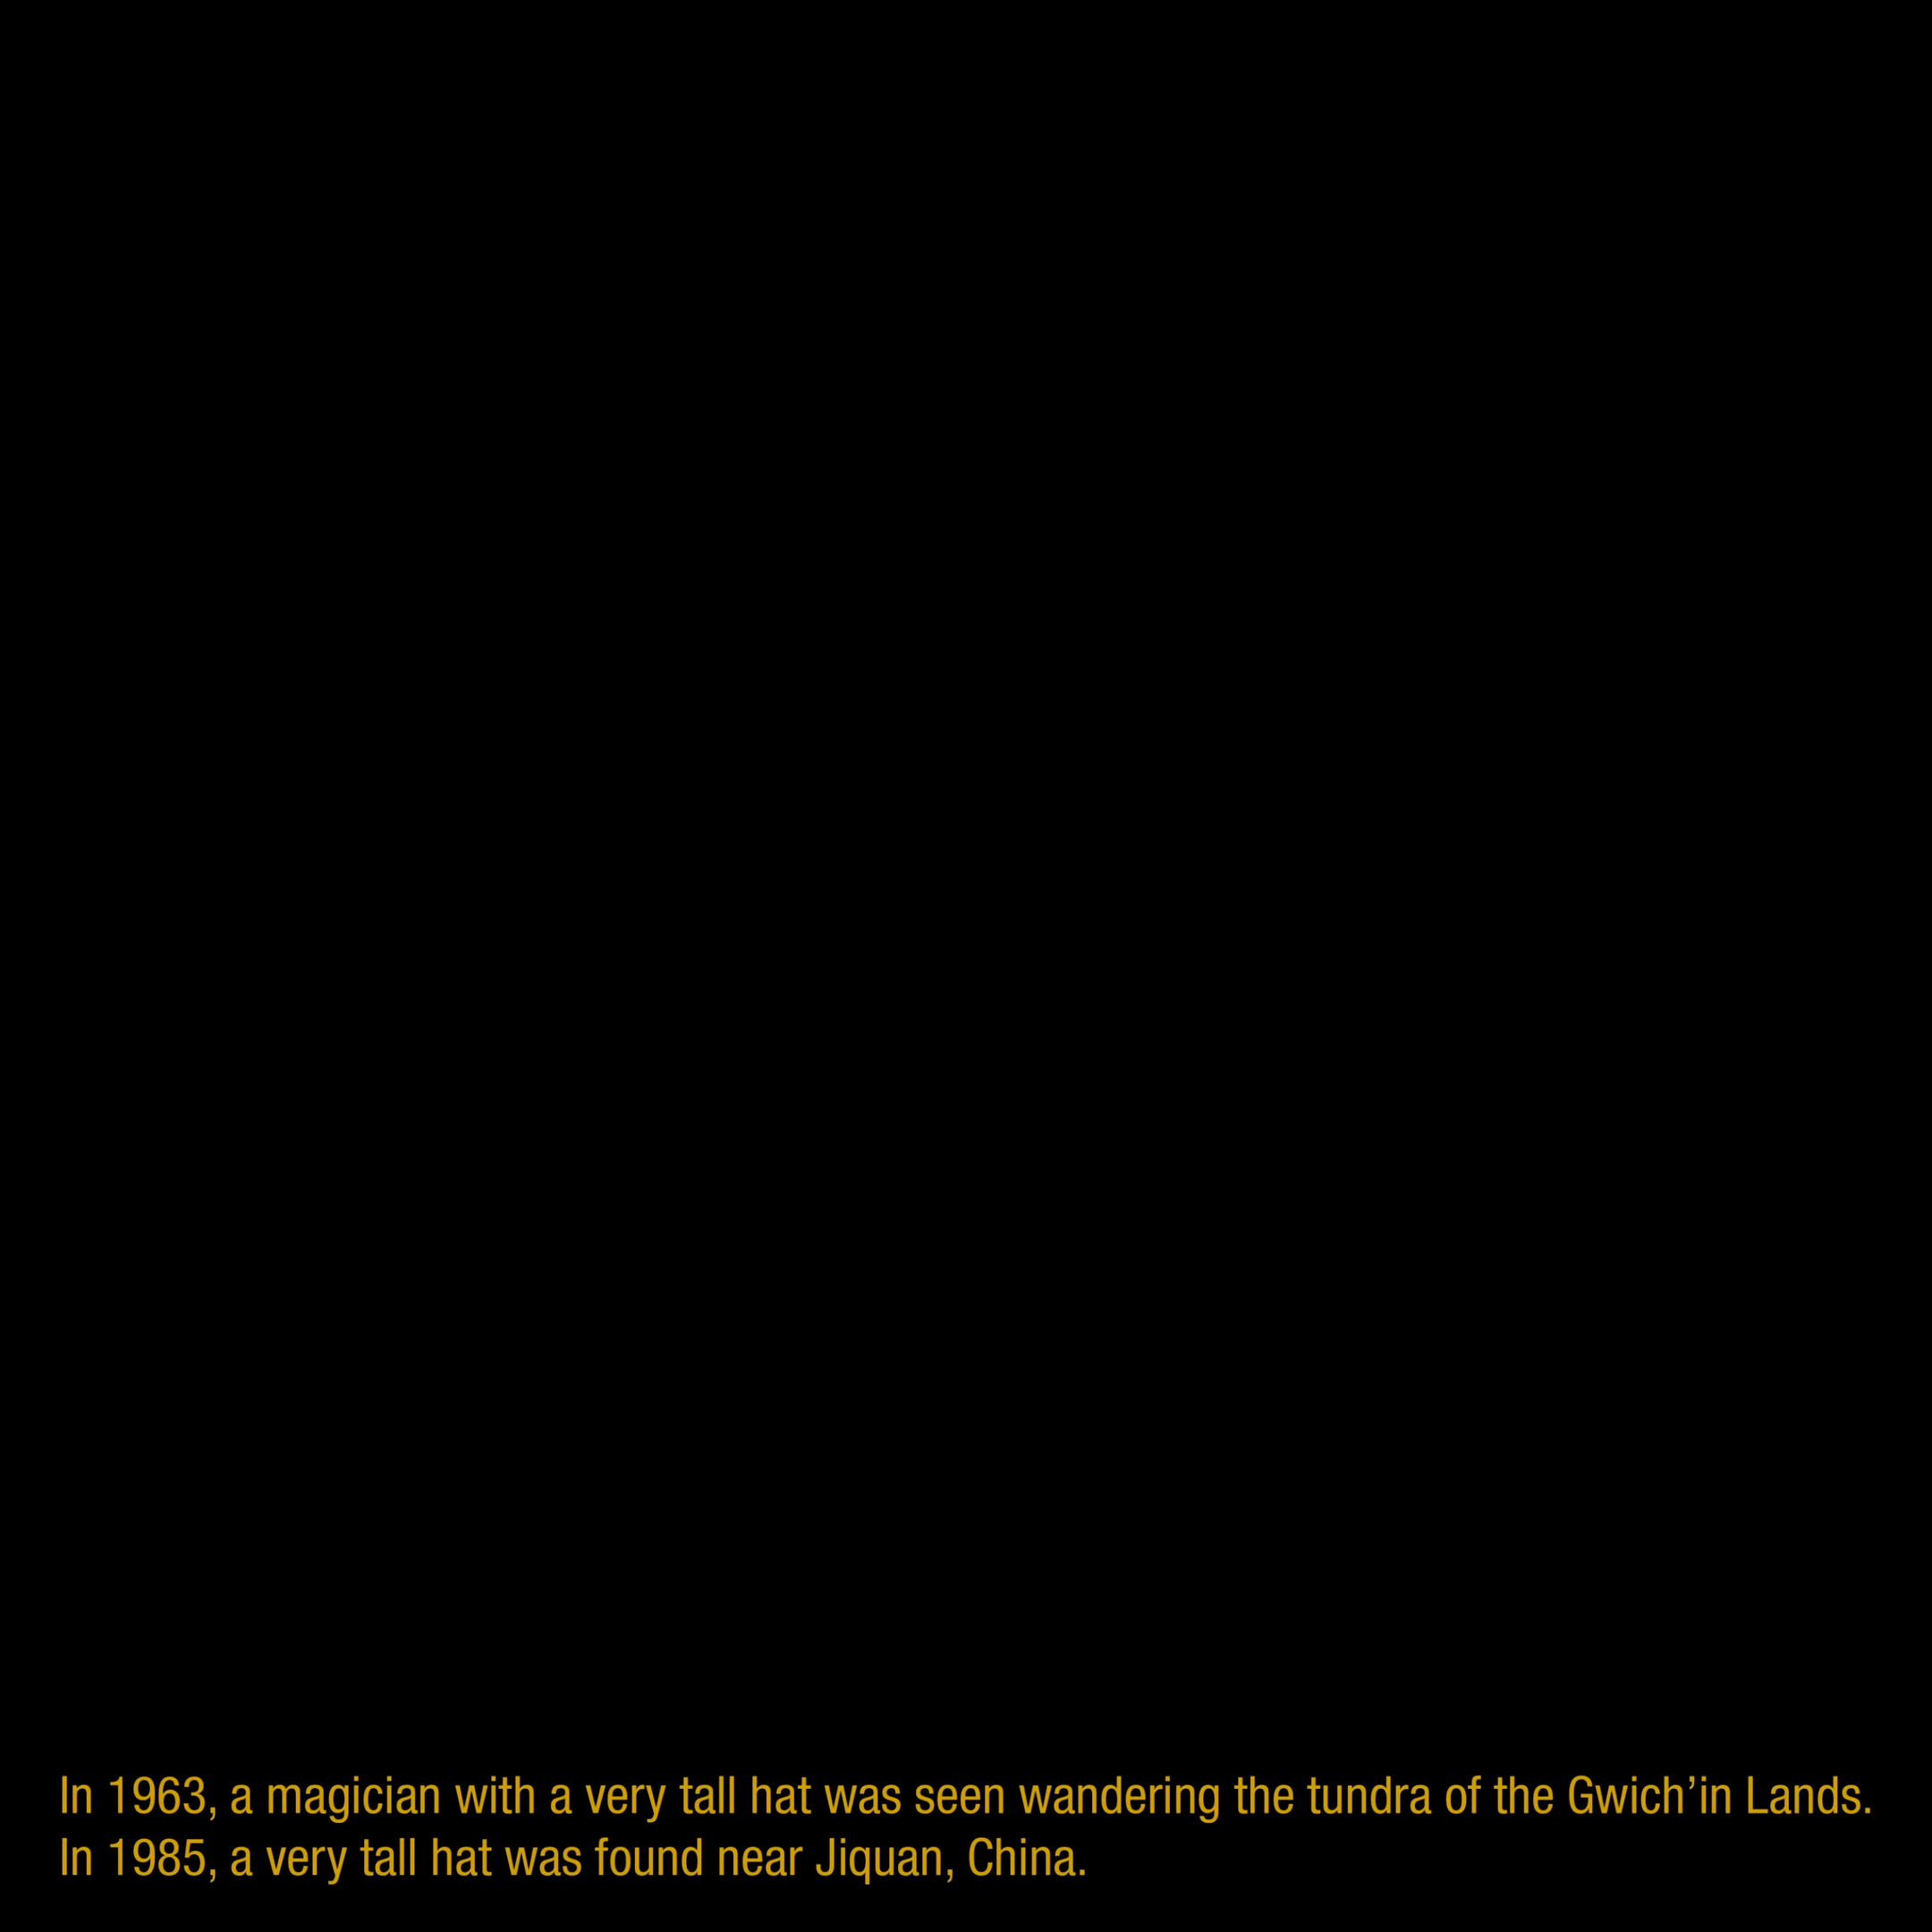 In 1963, a magician with a very tall hat was seen wandering the tundra of the Gwich’in Lands.
In 1985, a very tall hat was found near Jiquan, China.